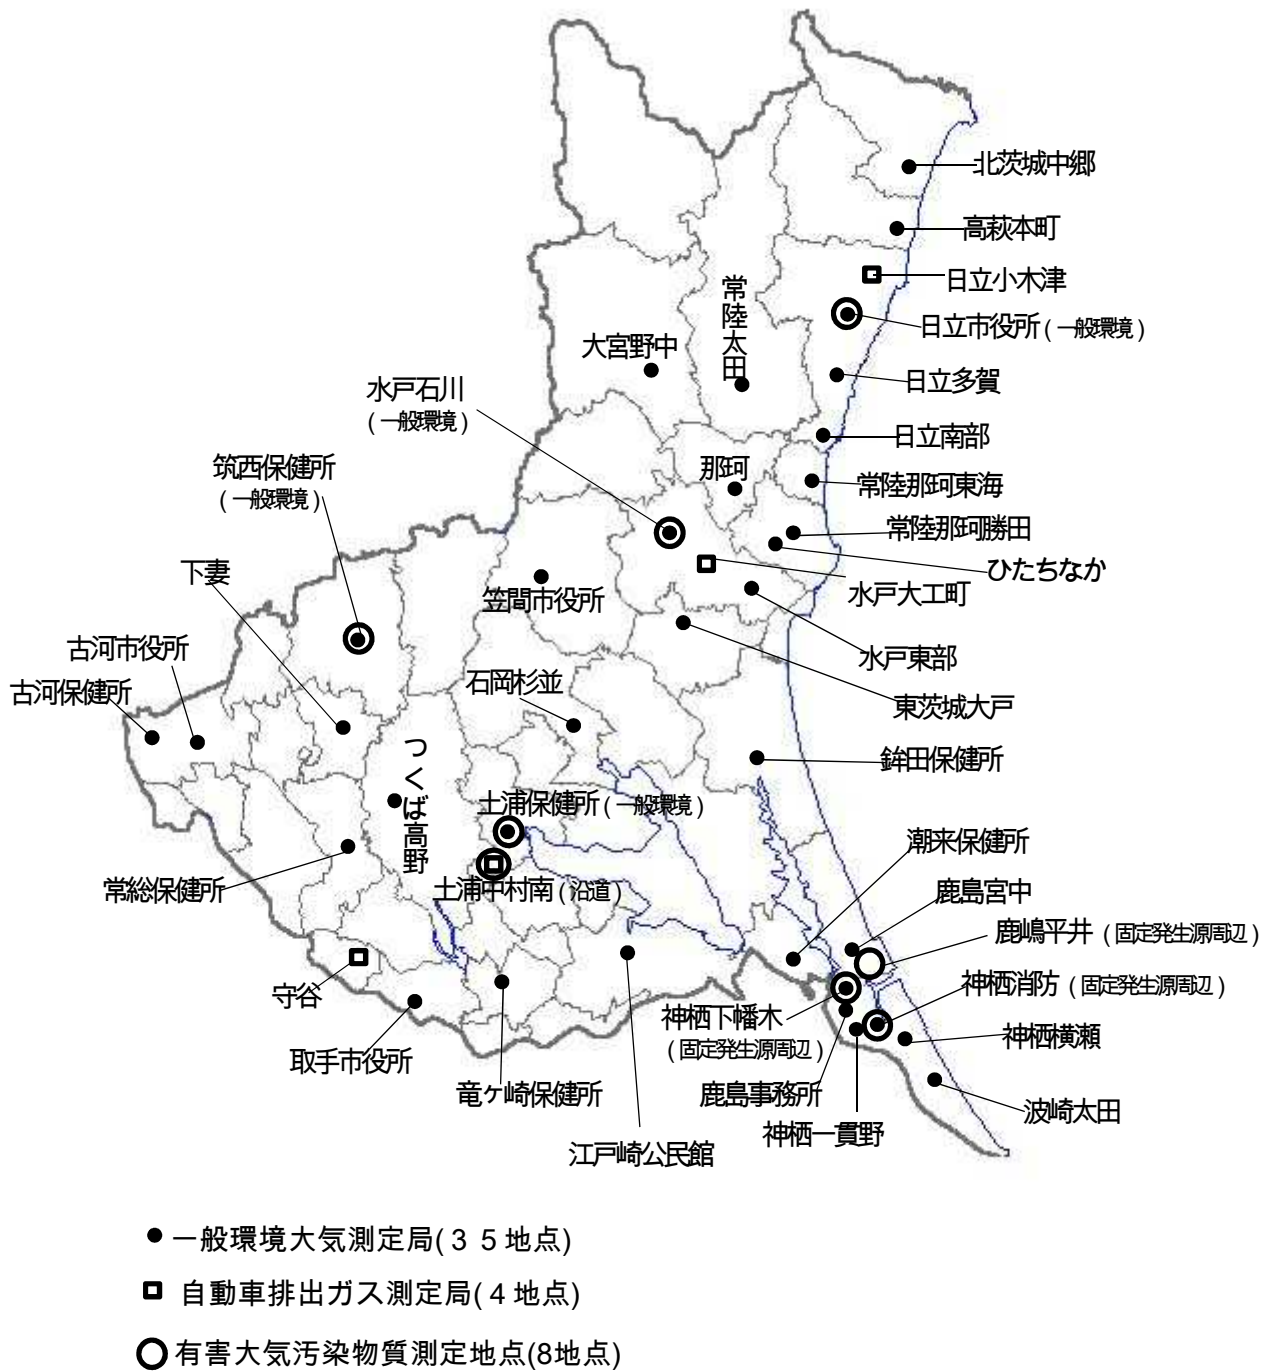 北茨城中郷
高萩本町
日立小木津
日立市役所(一般環境)
常陸太田
大宮野中
日立多賀
水戸石川
(一般環境)
日立南部
筑西保健所
(一般環境)
那珂
常陸那珂東海
常陸那珂勝田
ひたちなか
下妻
水戸大工町
笠間市役所
古河市役所
水戸東部
古河保健所
石岡杉並
東茨城大戸
つくば高野
鉾田保健所
土浦保健所(一般環境)
潮来保健所
常総保健所
土浦中村南(沿道)
鹿島宮中
鹿嶋平井(固定発生源周辺)
守谷
神栖消防(固定発生源周辺)
神栖下幡木
(固定発生源周辺)
神栖横瀬
取手市役所
竜ヶ崎保健所
鹿島事務所
波崎太田
神栖一貫野
江戸崎公民館
一般環境大気測定局(35地点)
自動車排出ガス測定局(4地点)
有害大気汚染物質測定地点(8地点)